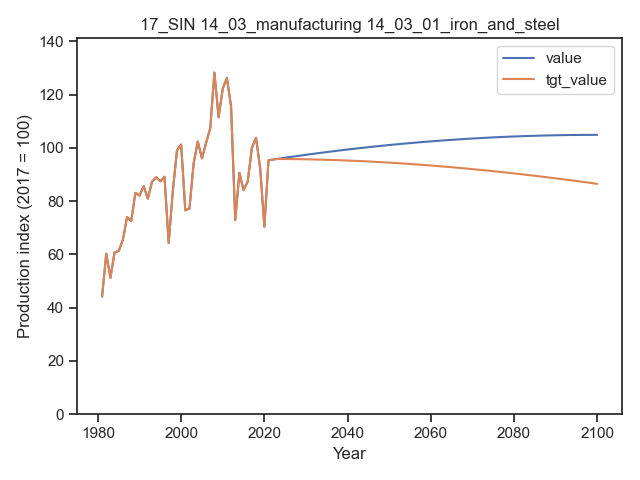 17_SIN 14_03_manufacturing 14_03_01_iron_and_steel
value
tgt_value
Production index (2017 = 100)
140
120
100
80
60
40
20
0
1980 2000 2020 2040 2060 2080 2100
Year